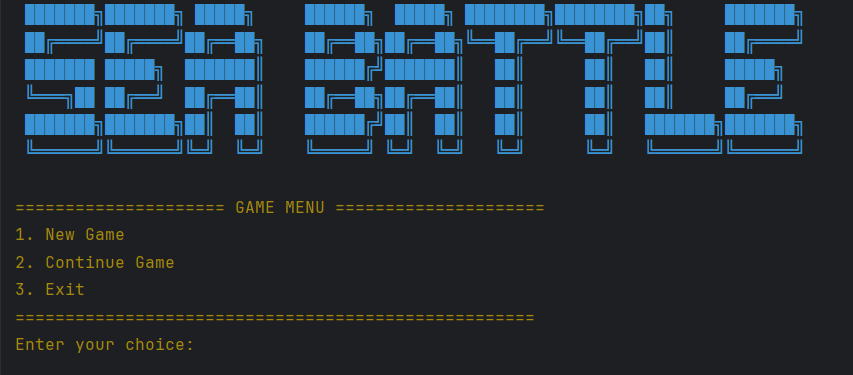 SEA BATTLE
===================== GAME MENU =====================
1. New Game
2. Continue Game
3. Exit
====================================================
Enter your choice: